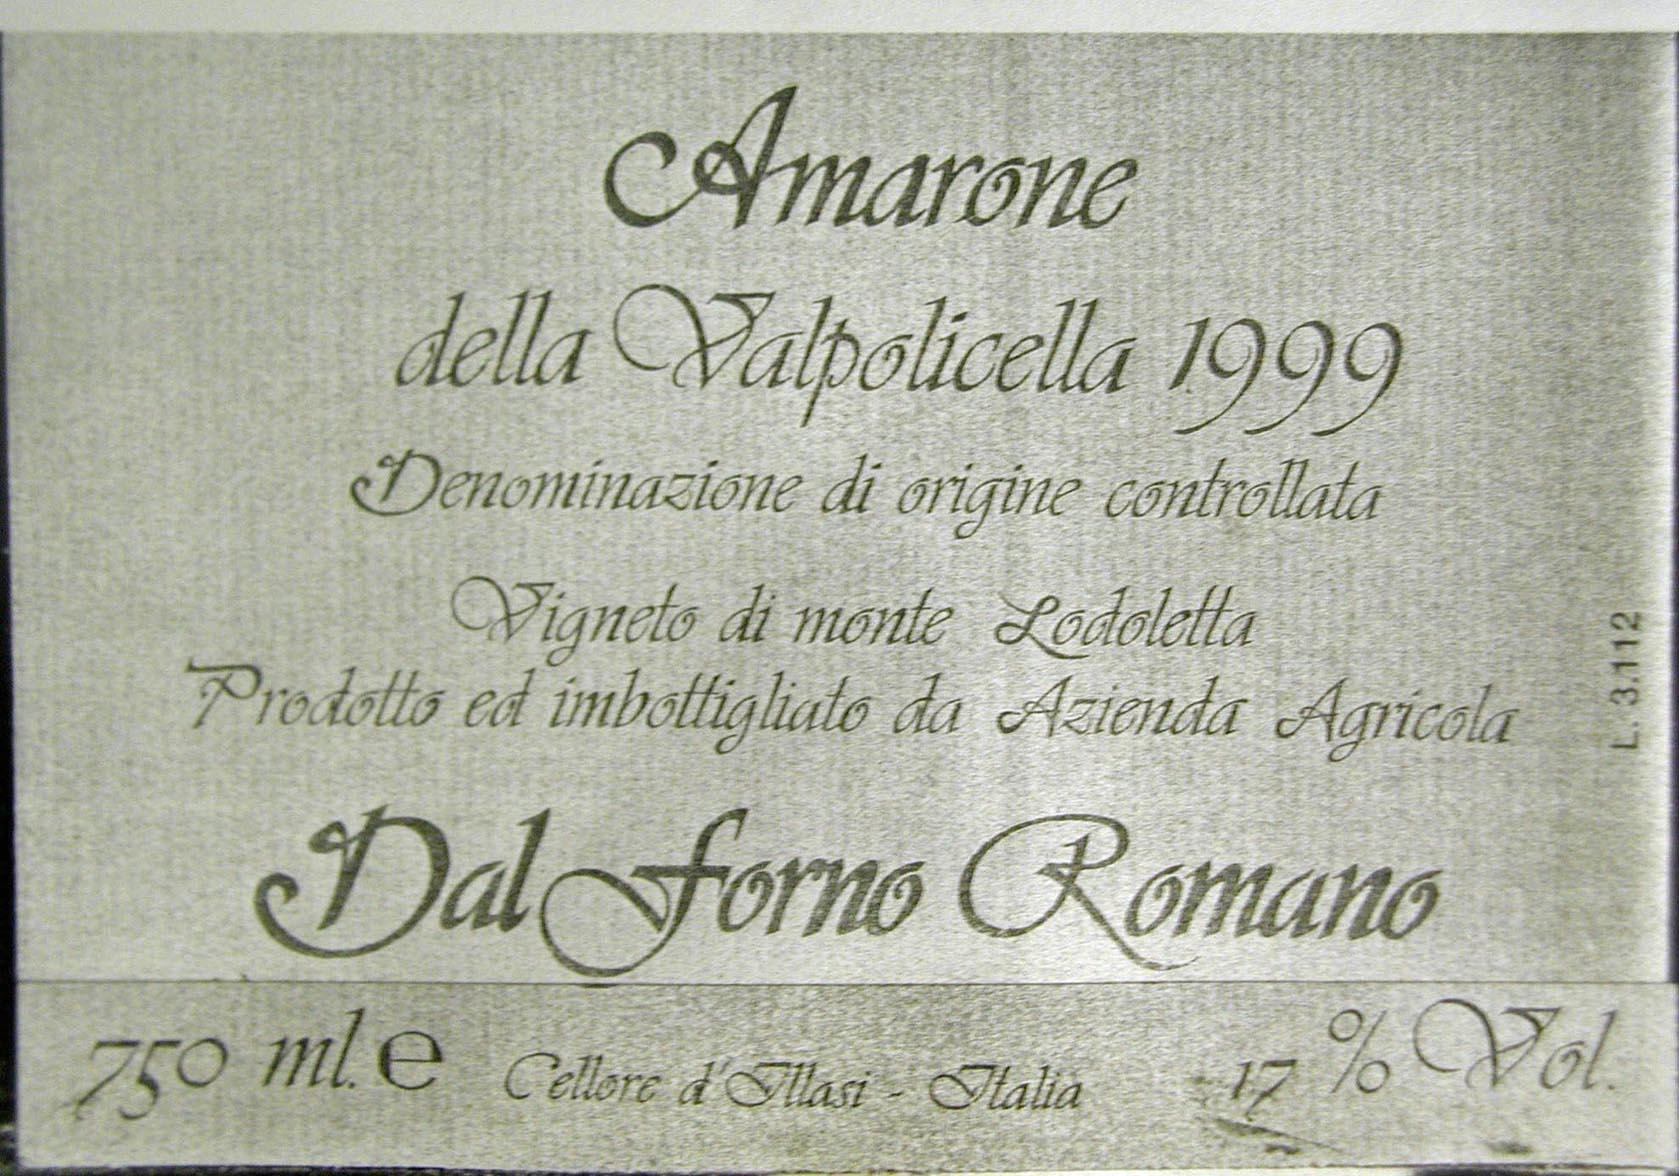 Amarone
della Valpolicella 1999
Denominazione di origine controllata
Vigneto di monte Lodoletta
Prodotto ed imbottigliato da Azienda Agricola
L. 3.112
Dal forno Romano
750 ml. e Cellore d'Illasi - Italia 17 % Vol.